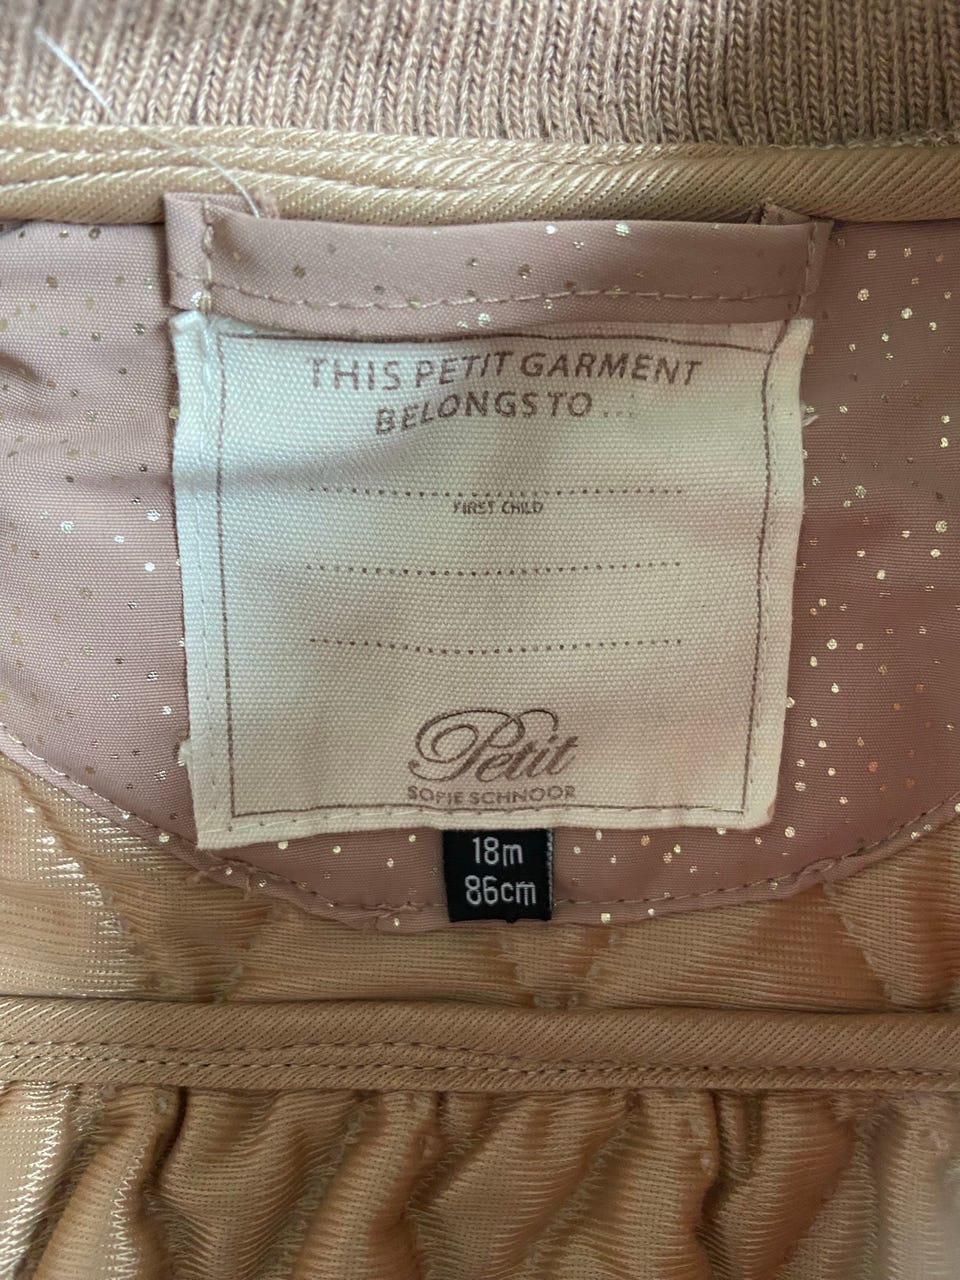 THIS PETIT GARMENT
BELONGS TO ...
FIRST CHILD
Petit
SOFIE SCHNOOR
18m
86cm